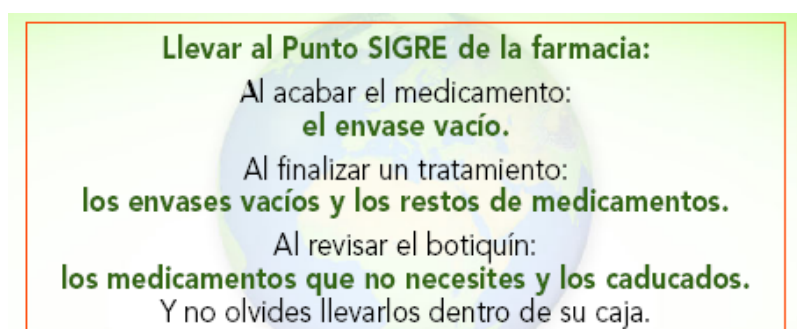 Llevar al Punto SIGRE de la farmacia:
Al acabar el medicamento:
el envase vacío.
Al finalizar un tratamiento:
los envases vacíos y los restos de medicamentos.
Al revisar el botiquín:
los medicamentos que no necesites y los caducados.
Y no olvides llevarlos dentro de su caja.